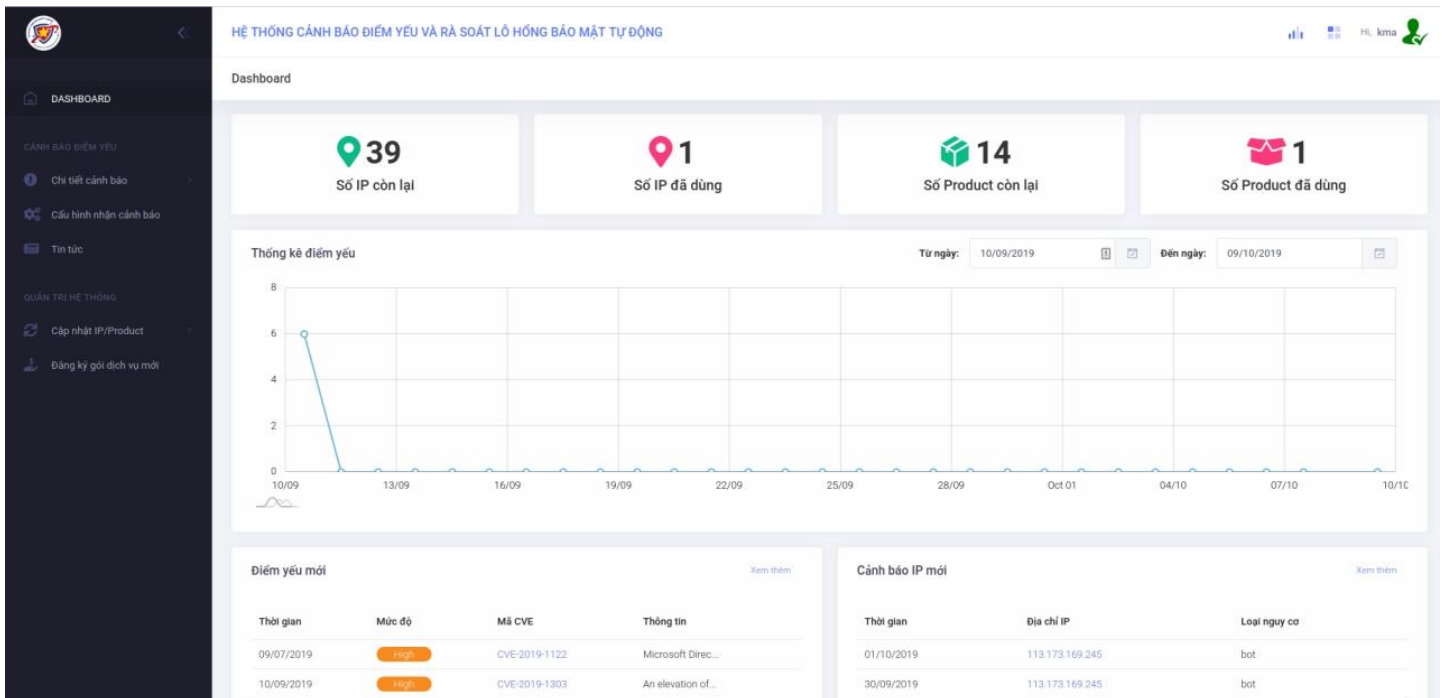 HỆ THỐNG CẢNH BÁO ĐIỂM YẾU VÀ RÀ SOÁT LỖ HỔNG BẢO MẬT TỰ ĐỘNG
Hi, kma
Dashboard
DASHBOARD
CẢNH BÁO ĐIỂM YẾU
Chi tiết cảnh báo
Cấu hình nhận cảnh báo
Tin tức
QUẢN TRỊ HỆ THỐNG
Cập nhật IP/Product
Đăng ký gói dịch vụ mới
39
Số IP còn lại
1
Số IP đã dùng
14
Số Product còn lại
1
Số Product đã dùng
Thống kê điểm yếu
Từ ngày: 10/09/2019
Đến ngày: 09/10/2019
8
6
4
2
0
10/09 13/09 16/09 19/09 22/09 25/09 28/09 Oct 01 04/10 07/10 10/10
Điểm yếu mới Xem thêm
Thời gian Mức độ Mã CVE Thông tin
09/07/2019 High CVE-2019-1122 Microsoft Direc...
10/09/2019 High CVE-2019-1303 An elevation of...
Cảnh báo IP mới Xem thêm
Thời gian Địa chỉ IP Loại nguy cơ
01/10/2019 113.173.169.245 bot
30/09/2019 113.173.169.245 bot